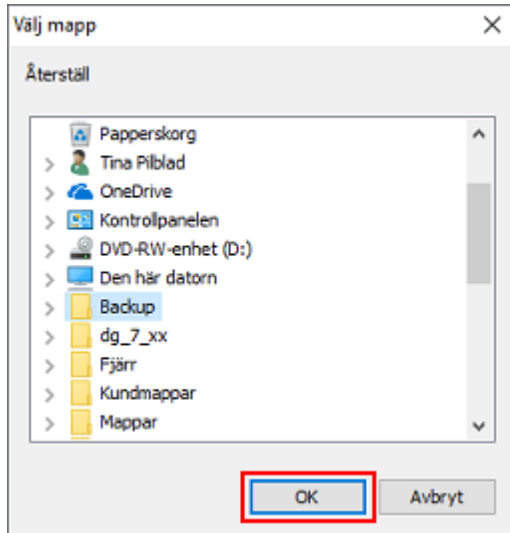 Välj mapp
Återställ
Papperskorg
Tina Pilblad
OneDrive
Kontrollpanelen
DVD-RW-enhet (D:)
Den här datorn
Backup
dg_7_xx
Fjärr
Kundmappar
Mappar
OK
Avbryt